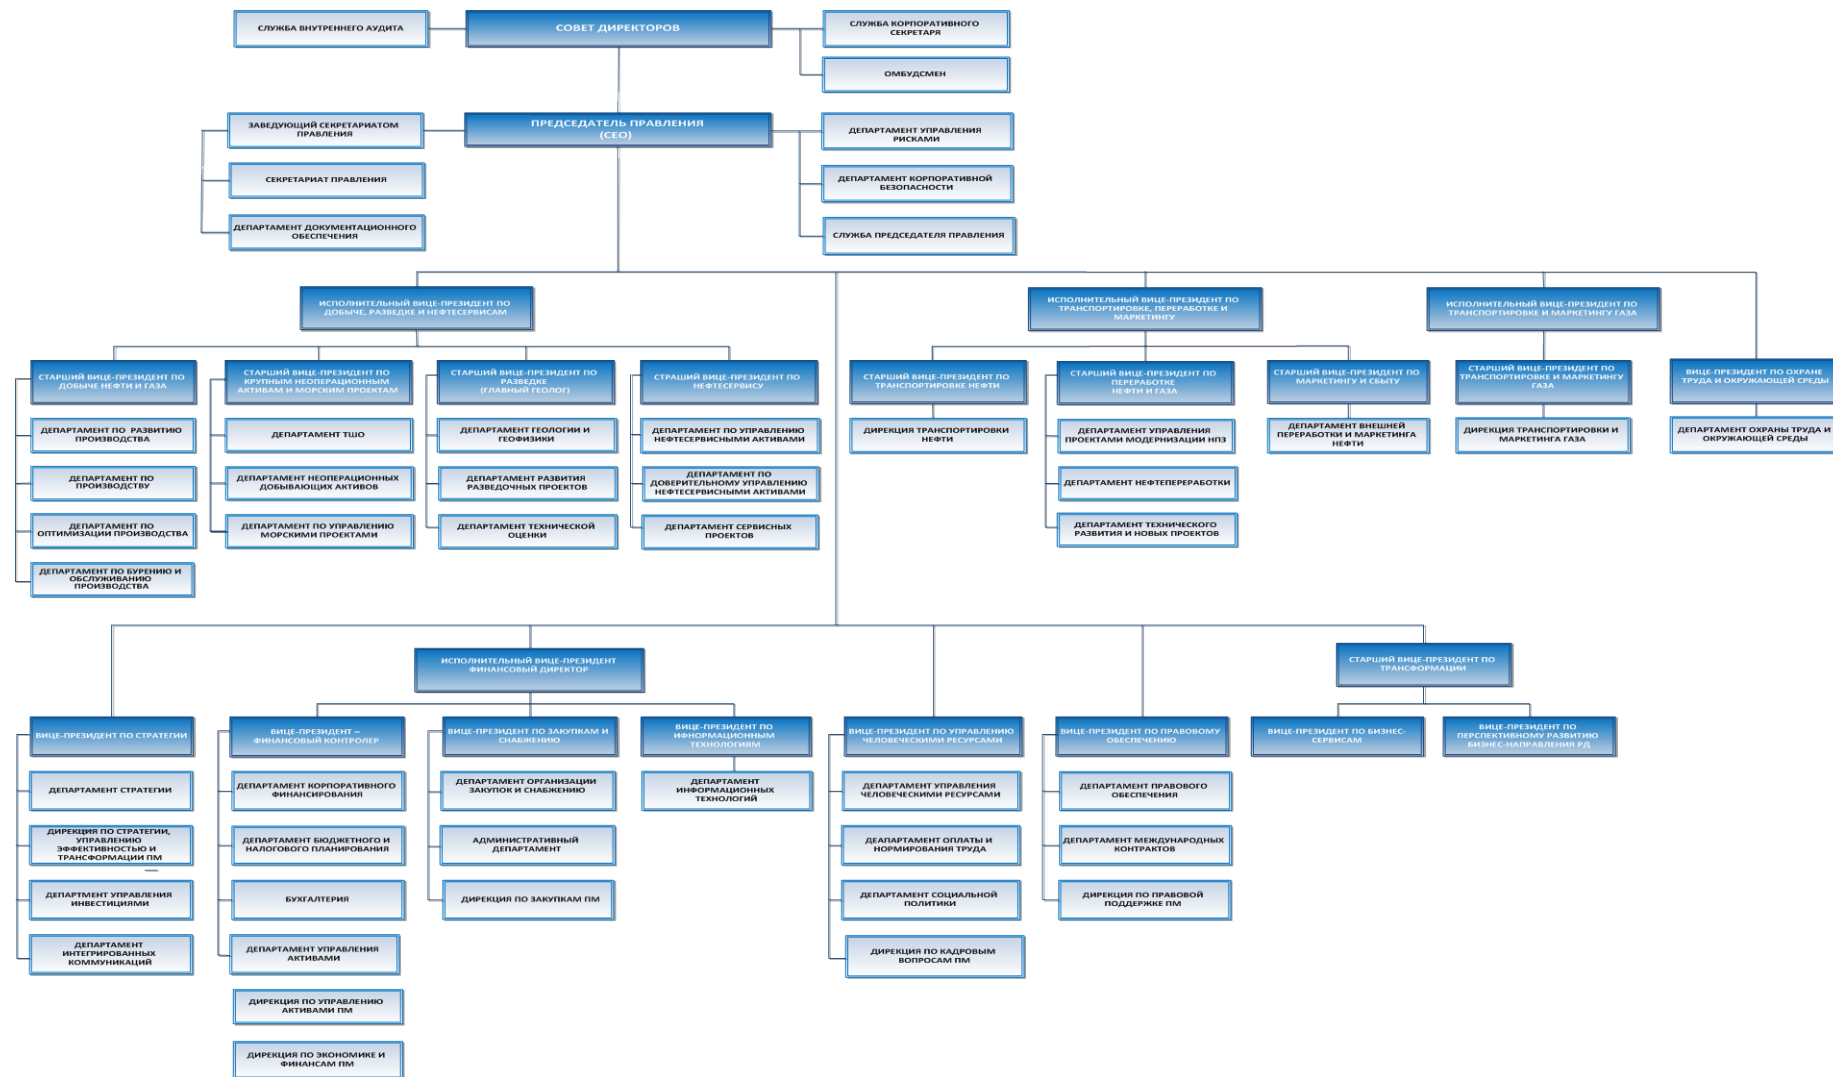 СЛУЖБА ВНУТРЕННЕГО АУДИТА
СОВЕТ ДИРЕКТОРОВ
СЛУЖБА КОРПОРАТИВНОГО
СЕКРЕТАРЯ
ОМБУДСМЕН
ЗАВЕДУЮЩИЙ СЕКРЕТАРИАТОМ
ПРАВЛЕНИЯ
ПРЕДСЕДАТЕЛЬ ПРАВЛЕНИЯ
(CEO)
ДЕПАРТАМЕНТ УПРАВЛЕНИЯ
РИСКАМИ
СЕКРЕТАРИАТ ПРАВЛЕНИЯ
ДЕПАРТАМЕНТ КОРПОРАТИВНОЙ
БЕЗОПАСНОСТИ
ДЕПАРТАМЕНТ ДОКУМЕНТАЦИОННОГО
ОБЕСПЕЧЕНИЯ
СЛУЖБА ПРЕДСЕДАТЕЛЯ ПРАВЛЕНИЯ
ИСПОЛНИТЕЛЬНЫЙ ВИЦЕ-ПРЕЗИДЕНТ ПО
ДОБЫЧЕ, РАЗВЕДКЕ И НЕФТЕСЕРВИСАМ
ИСПОЛНИТЕЛЬНЫЙ ВИЦЕ-ПРЕЗИДЕНТ ПО
ТРАНСПОРТИРОВКЕ, ПЕРЕРАБОТКЕ И
МАРКЕТИНГУ
ИСПОЛНИТЕЛЬНЫЙ ВИЦЕ-ПРЕЗИДЕНТ ПО
ТРАНСПОРТИРОВКЕ И МАРКЕТИНГУ ГАЗА
СТАРШИЙ ВИЦЕ-ПРЕЗИДЕНТ ПО
ДОБЫЧЕ НЕФТИ И ГАЗА
СТАРШИЙ ВИЦЕ-ПРЕЗИДЕНТ ПО
КРУПНЫМ НЕОПЕРАЦИОННЫМ
АКТИВАМ И МОРСКИМ ПРОЕКТАМ
СТАРШИЙ ВИЦЕ-ПРЕЗИДЕНТ ПО
РАЗВЕДКЕ
(ГЛАВНЫЙ ГЕОЛОГ)
СТРАШИЙ ВИЦЕ-ПРЕЗИДЕНТ ПО
НЕФТЕСЕРВИСУ
СТАРШИЙ ВИЦЕ-ПРЕЗИДЕНТ ПО
ТРАНСПОРТИРОВКЕ НЕФТИ
СТАРШИЙ ВИЦЕ-ПРЕЗИДЕНТ ПО
ПЕРЕРАБОТКЕ
НЕФТИ И ГАЗА
СТАРШИЙ ВИЦЕ-ПРЕЗИДЕНТ ПО
МАРКЕТИНГУ И СБЫТУ
СТАРШИЙ ВИЦЕ-ПРЕЗИДЕНТ ПО
ТРАНСПОРТИРОВКЕ И МАРКЕТИНГУ
ГАЗА
ВИЦЕ-ПРЕЗИДЕНТ ПО ОХРАНЕ
ТРУДА И ОКРУЖАЮЩЕЙ СРЕДЫ
ДЕПАРТАМЕНТ ПО РАЗВИТИЮ
ПРОИЗВОДСТВА
ДЕПАРТАМЕНТ ТШО
ДЕПАРТАМЕНТ ГЕОЛОГИИ И
ГЕОФИЗИКИ
ДЕПАРТАМЕНТ ПО УПРАВЛЕНИЮ
НЕФТЕСЕРВИСНЫМИ АКТИВАМИ
ДИРЕКЦИЯ ТРАНСПОРТИРОВКИ
НЕФТИ
ДЕПАРТАМЕНТ УПРАВЛЕНИЯ
ПРОЕКТАМИ МОДЕРНИЗАЦИИ НПЗ
ДЕПАРТАМЕНТ ВНЕШНЕЙ
ПЕРЕРАБОТКИ И МАРКЕТИНГА
НЕФТИ
ДИРЕКЦИЯ ТРАНСПОРТИРОВКИ И
МАРКЕТИНГА ГАЗА
ДЕПАРТАМЕНТ ОХРАНЫ ТРУДА И
ОКРУЖАЮЩЕЙ СРЕДЫ
ДЕПАРТАМЕНТ ПО
ПРОИЗВОДСТВУ
ДЕПАРТАМЕНТ НЕОПЕРАЦИОННЫХ
ДОБЫВАЮЩИХ АКТИВОВ
ДЕПАРТАМЕНТ РАЗВИТИЯ
РАЗВЕДОЧНЫХ ПРОЕКТОВ
ДЕПАРТАМЕНТ ПО
ДОВЕРИТЕЛЬНОМУ УПРАВЛЕНИЮ
НЕФТЕСЕРВИСНЫМИ АКТИВАМИ
ДЕПАРТАМЕНТ НЕФТЕПЕРЕРАБОТКИ
ДЕПАРТАМЕНТ ПО
ОПТИМИЗАЦИИ ПРОИЗВОДСТВА
ДЕПАРТАМЕНТ ПО УПРАВЛЕНИЮ
МОРСКИМИ ПРОЕКТАМИ
ДЕПАРТАМЕНТ ТЕХНИЧЕСКОЙ
ОЦЕНКИ
ДЕПАРТАМЕНТ СЕРВИСНЫХ
ПРОЕКТОВ
ДЕПАРТАМЕНТ ТЕХНИЧЕСКОГО
РАЗВИТИЯ И НОВЫХ ПРОЕКТОВ
ДЕПАРТАМЕНТ ПО БУРЕНИЮ И
ОБСЛУЖИВАНИЮ
ПРОИЗВОДСТВА
ИСПОЛНИТЕЛЬНЫЙ ВИЦЕ-ПРЕЗИДЕНТ
ФИНАНСОВЫЙ ДИРЕКТОР
СТАРШИЙ ВИЦЕ-ПРЕЗИДЕНТ ПО
ТРАНСФОРМАЦИИ
ВИЦЕ-ПРЕЗИДЕНТ ПО СТРАТЕГИИ
ВИЦЕ-ПРЕЗИДЕНТ –
ФИНАНСОВЫЙ КОНТРОЛЕР
ВИЦЕ-ПРЕЗИДЕНТ ПО ЗАКУПКАМ И
СНАБЖЕНИЮ
ВИЦЕ-ПРЕЗИДЕНТ ПО
ИФНОРМАЦИОННЫМ
ТЕХНОЛОГИЯМ
ВИЦЕ-ПРЕЗИДЕНТ ПО УПРАВЛЕНИЮ
ЧЕЛОВЕЧЕСКИМИ РЕСУРСАМИ
ВИЦЕ-ПРЕЗИДЕНТ ПО ПРАВОВОМУ
ОБЕСПЕЧЕНИЮ
ВИЦЕ-ПРЕЗИДЕНТ ПО БИЗНЕС-
СЕРВИСАМ
ВИЦЕ-ПРЕЗИДЕНТ ПО
ПЕРСПЕКТИВНОМУ РАЗВИТИЮ
БИЗНЕС-НАПРАВЛЕНИЯ РД
ДЕПАРТАМЕНТ СТРАТЕГИИ
ДЕПАРТАМЕНТ КОРПОРАТИВНОГО
ФИНАНСИРОВАНИЯ
ДЕПАРТАМЕНТ ОРГАНИЗАЦИИ
ЗАКУПОК И СНАБЖЕНИЮ
ДЕПАРТАМЕНТ
ИНФОРМАЦИОННЫХ
ТЕХНОЛОГИЙ
ДЕПАРТАМЕНТ УПРАВЛЕНИЯ
ЧЕЛОВЕЧЕСКИМИ РЕСУРСАМИ
ДЕПАРТАМЕНТ ПРАВОВОГО
ОБЕСПЕЧЕНИЯ
ДИРЕКЦИЯ ПО СТРАТЕГИИ,
УПРАВЛЕНИЮ
ЭФФЕКТИВНОСТЬЮ И
ТРАНСФОРМАЦИИ ПМ
ДЕПАРТАМЕНТ БЮДЖЕТНОГО И
НАЛОГОВОГО ПЛАНИРОВАНИЯ
АДМИНИСТРАТИВНЫЙ
ДЕПАРТАМЕНТ
ДЕАПАРТАМЕНТ ОПЛАТЫ И
НОРМИРОВАНИЯ ТРУДА
ДЕПАРТАМЕНТ МЕЖДУНАРОДНЫХ
КОНТРАКТОВ
ДЕПАРТМЕНТ УПРАВЛЕНИЯ
ИНВЕСТИЦИЯМИ
БУХГАЛТЕРИЯ
ДИРЕКЦИЯ ПО ЗАКУПКАМ ПМ
ДЕПАРТАМЕНТ СОЦИАЛЬНОЙ
ПОЛИТИКИ
ДИРЕКЦИЯ ПО ПРАВОВОЙ
ПОДДЕРЖКЕ ПМ
ДЕПАРТАМЕНТ
ИНТЕГРИРОВАННЫХ
КОММУНИКАЦИЙ
ДЕПАРТАМЕНТ УПРАВЛЕНИЯ
АКТИВАМИ
ДИРЕКЦИЯ ПО КАДРОВЫМ
ВОПРОСАМ ПМ
ДИРЕКЦИЯ ПО УПРАВЛЕНИЮ
АКТИВАМИ ПМ
ДИРЕКЦИЯ ПО ЭКОНОМИКЕ И
ФИНАНСАМ ПМ